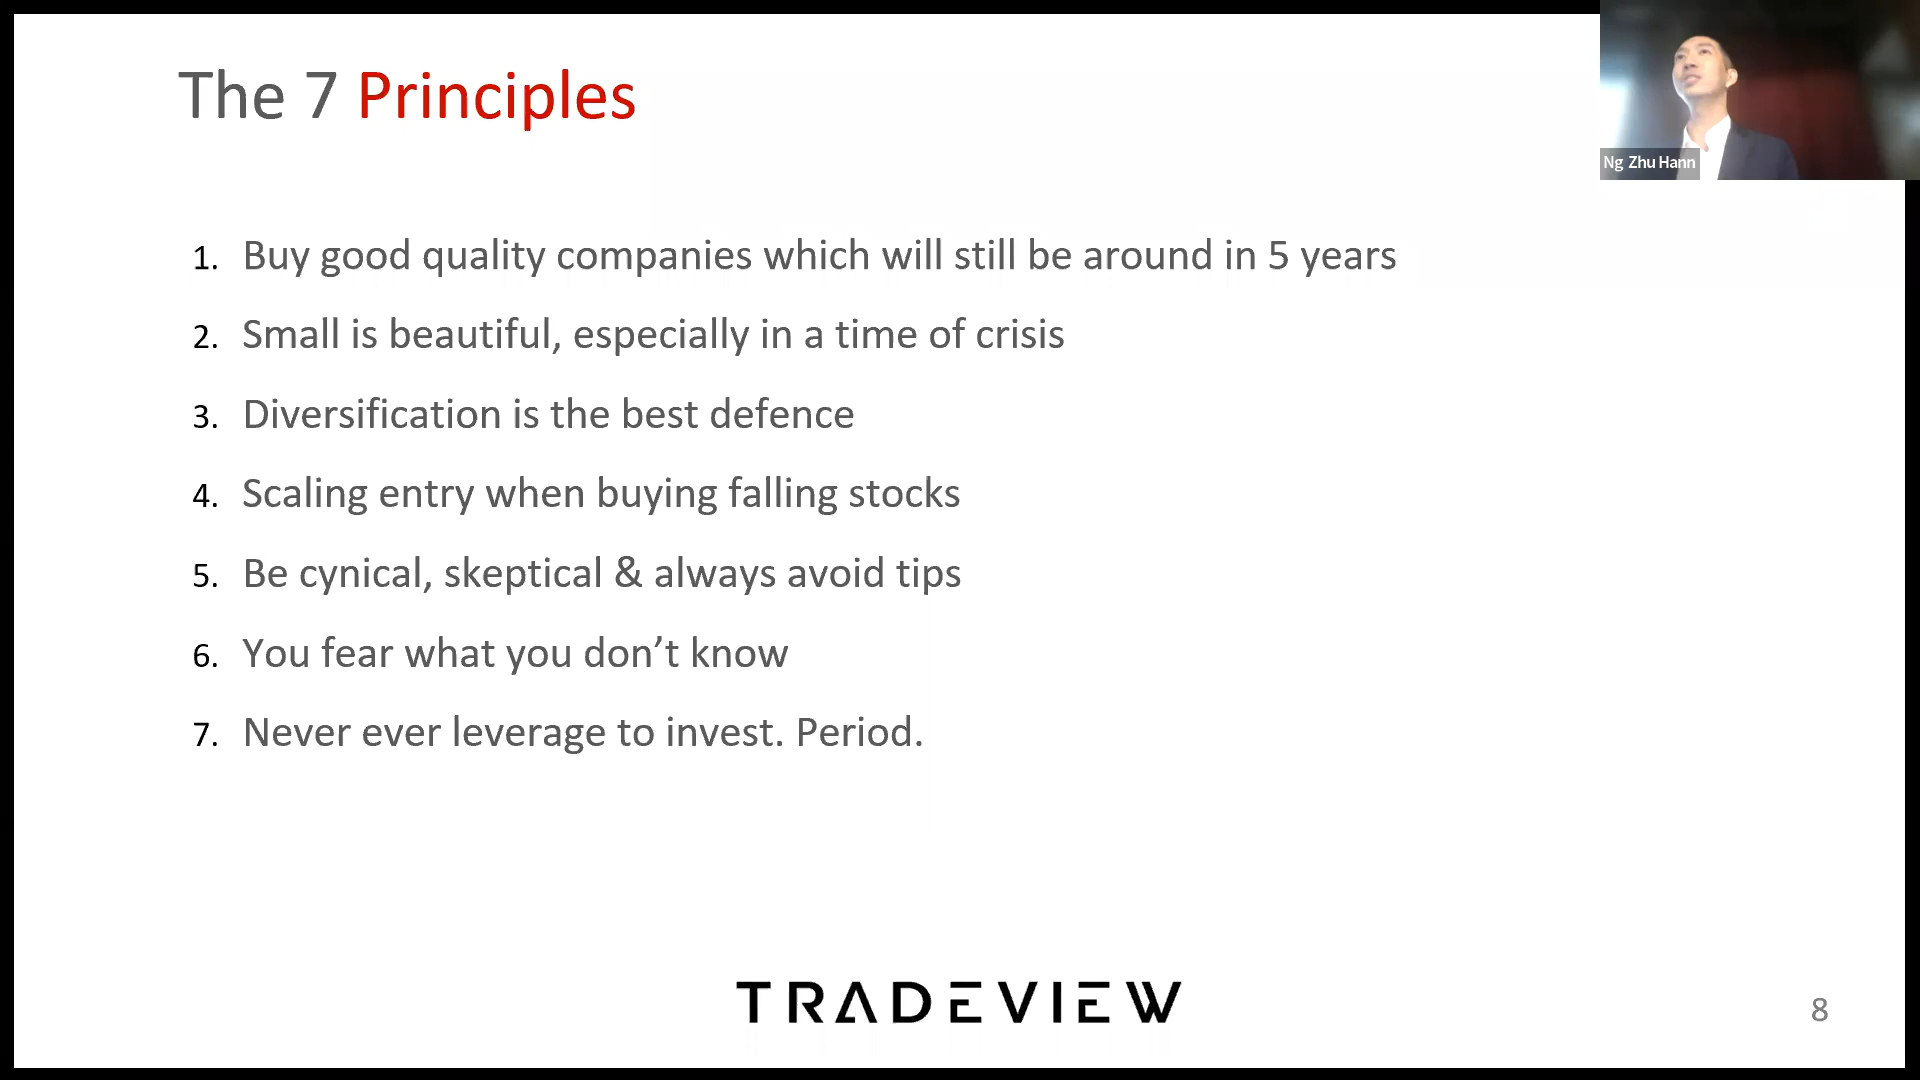 The 7 Principles
Ng Zhu Hann
1. Buy good quality companies which will still be around in 5 years
2. Small is beautiful, especially in a time of crisis
3. Diversification is the best defence
4. Scaling entry when buying falling stocks
5. Be cynical, skeptical & always avoid tips
6. You fear what you don’t know
7. Never ever leverage to invest. Period.
TRADEVIEW
8